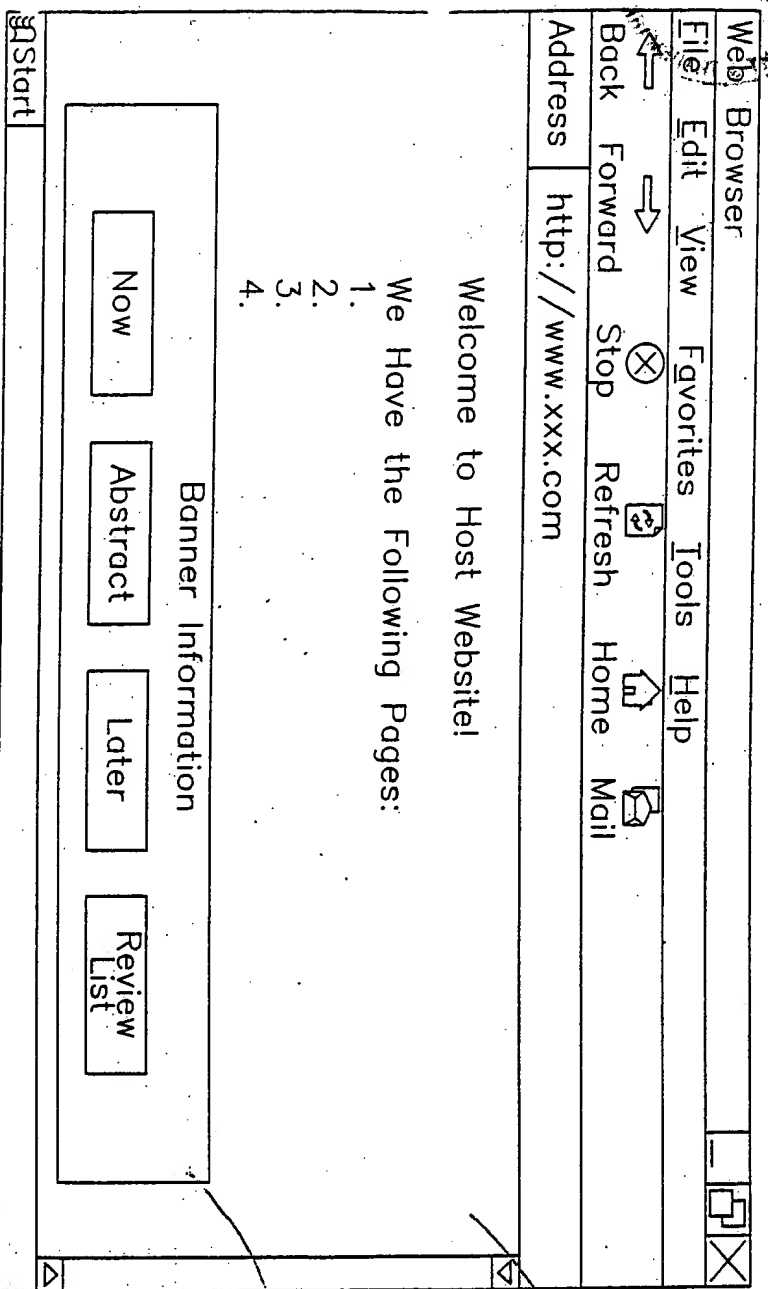 Web Browser
File Edit View Favorites Tools Help
Back Forward Stop Refresh Home Mail
Address http://www.xxx.com
Welcome to Host Website!
We Have the Following Pages:
1.
2.
3.
4.
Banner Information
Now Abstract Later Review
List
Start